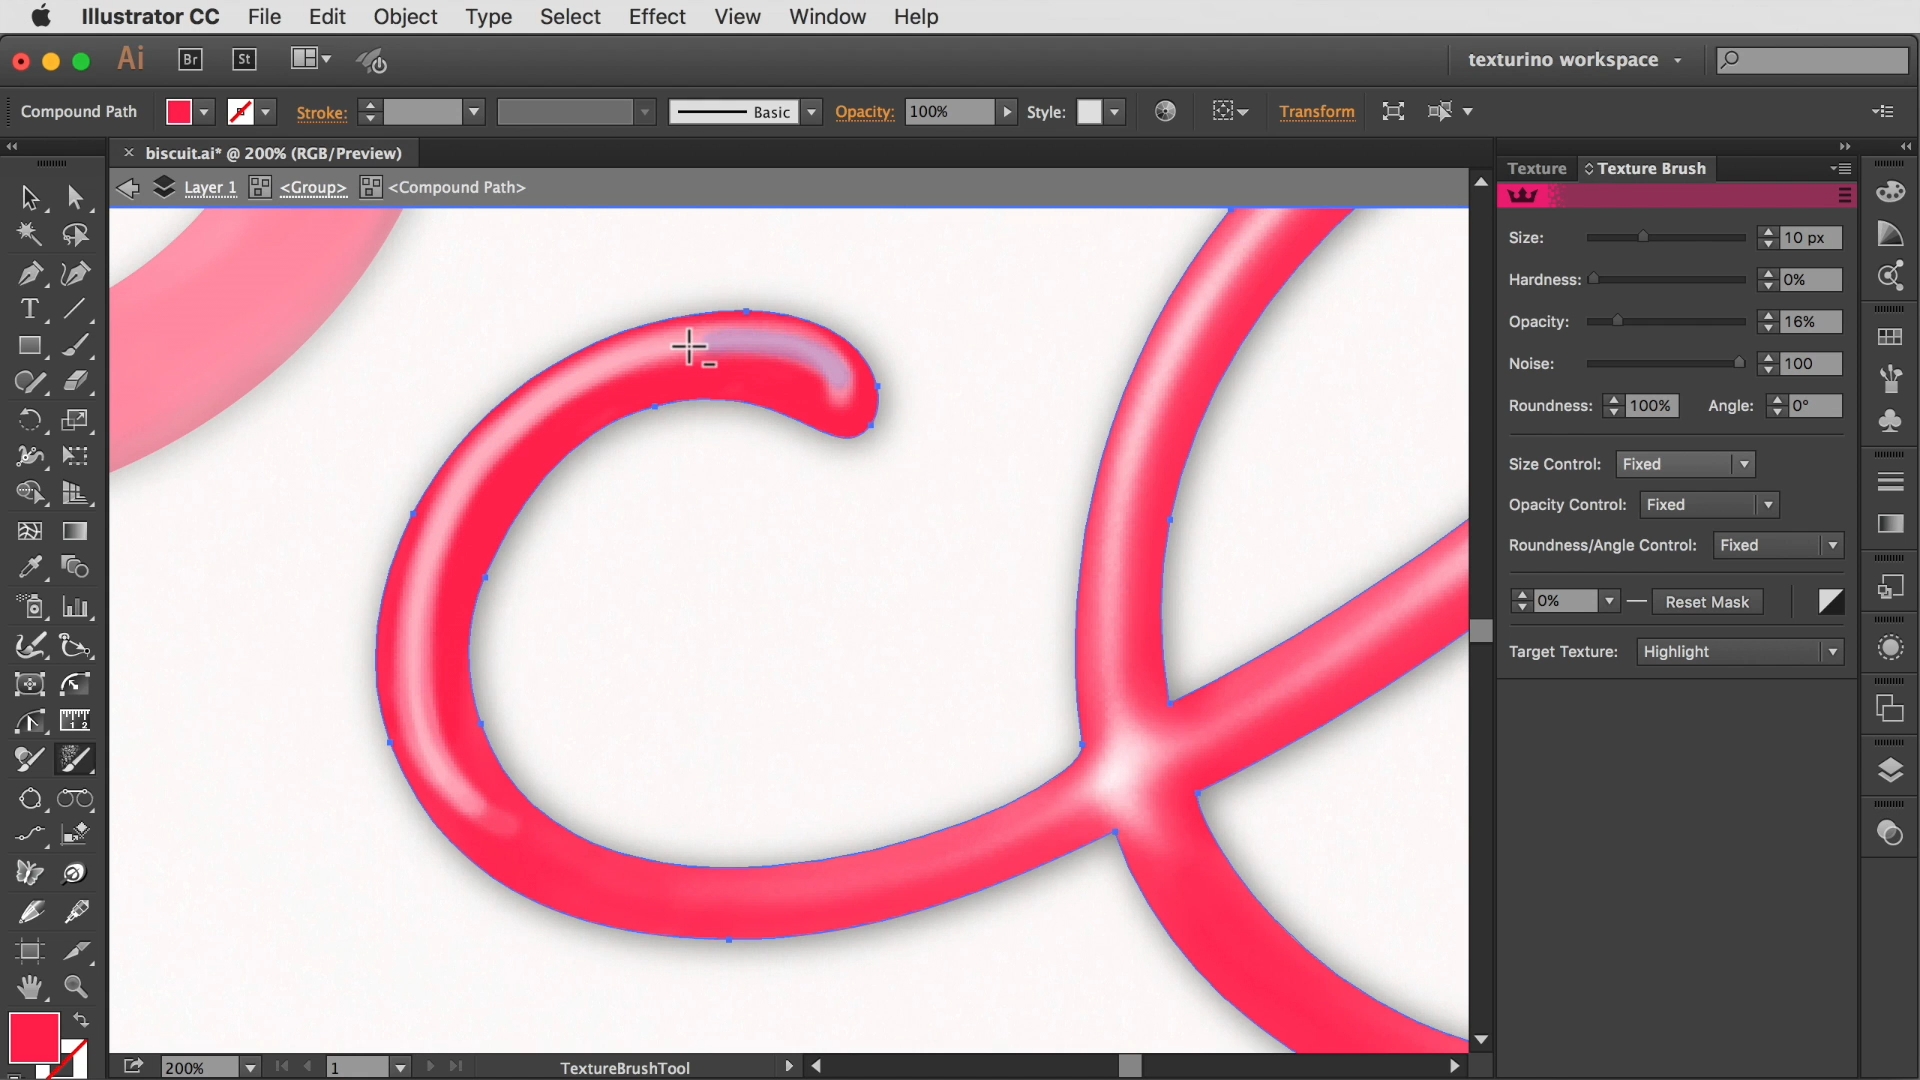 Illustrator CC File Edit Object Type Select Effect View Window Help
Ai Br St texturino workspace
Compound Path Stroke: Basic Opacity: 100% Style: Transform
biscuit.ai* @ 200% (RGB/Preview)
Layer 1 <Group> <Compound Path>
Texture Texture Brush
Size: 10 px
Hardness: 0%
Opacity: 16%
Noise: 100
Roundness: 100% Angle: 0°
Size Control: Fixed
Opacity Control: Fixed
Roundness/Angle Control: Fixed
0% Reset Mask
Target Texture: Highlight
T
1 2
200% 1 TextureBrushTool